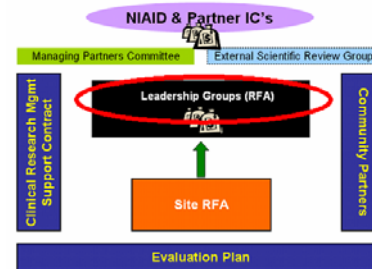 NIAID & Partner IC's
Managing Partners Committee
External Scientific Review Group
Clinical Research Mgmt
Support Contract
Leadership Groups (RFA)
Community
Partners
Site RFA
Evaluation Plan